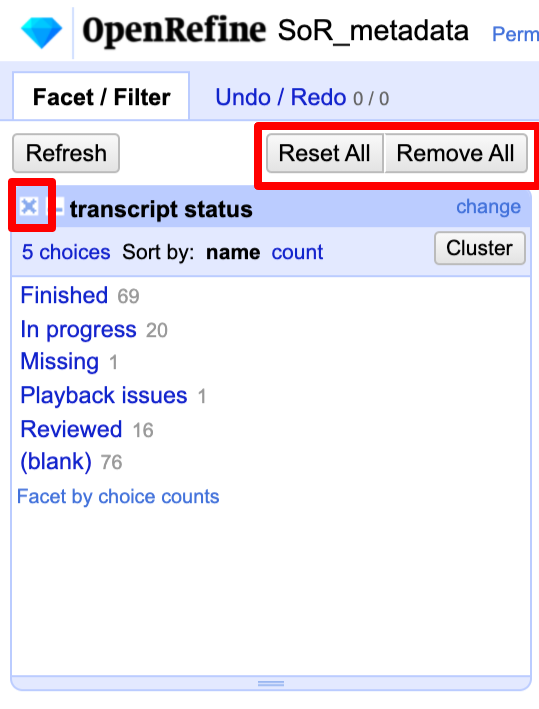 OpenRefine SoR_metadata Perm
Facet / Filter Undo / Redo 0 / 0
Refresh Reset All Remove All
transcript status change
5 choices Sort by: name count Cluster
Finished 69
In progress 20
Missing 1
Playback issues 1
Reviewed 16
(blank) 76
Facet by choice counts